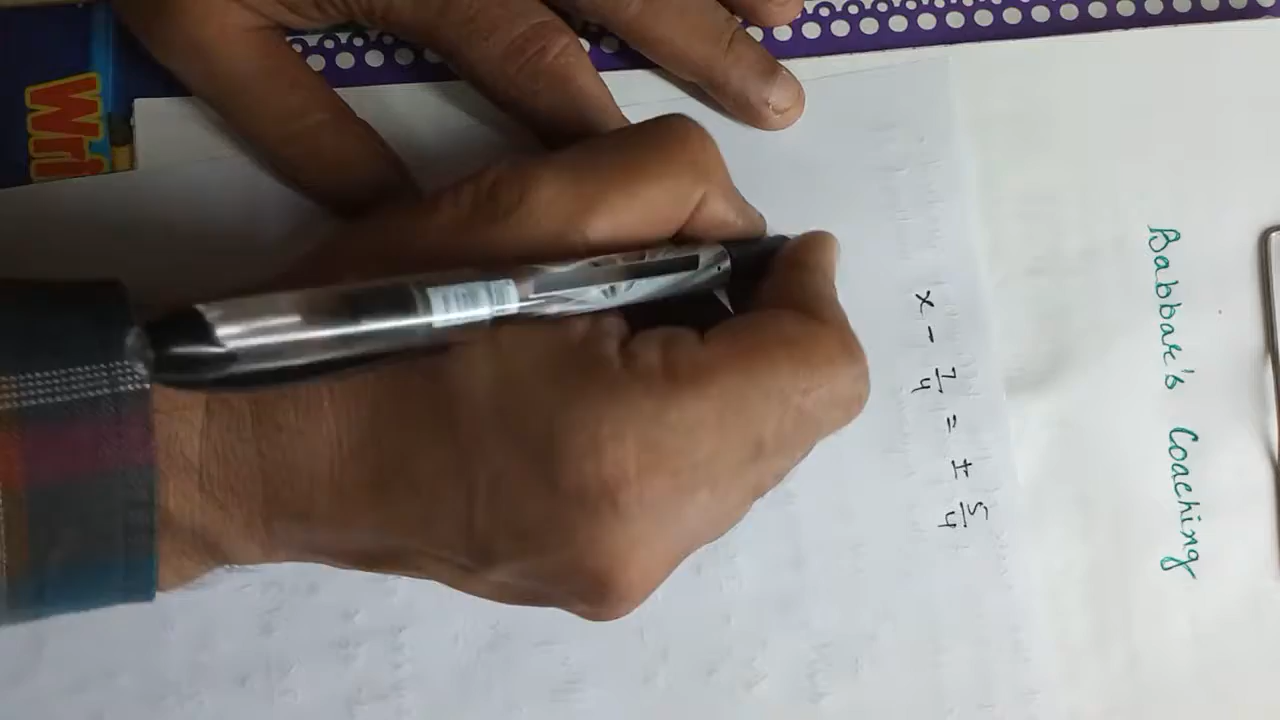 Babbar's Coaching
x - 7/4 = ± 5/4
Wri